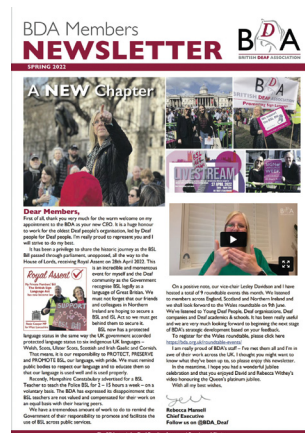 BDA Members
NEWSLETTER
SPRING 2022
BDA
BRITISH DEAF ASSOCIATION
A NEW Chapter
BDA
BRITISH DEAF
LIVESTREAM
27 APRIL 2022
Dear Members,
First of all, thank you very much for the warm welcome on my
appointment to the BDA as your new CEO. It is a huge honour
to work for the oldest Deaf people's organisation, led by Deaf
people for Deaf people. I'm really proud to represent you and I
will strive to do my best.
It has been a privilege to share the historic journey as the BSL
Bill passed through parliament, unopposed, all the way to the
House of Lords, receiving Royal Assent on 28th April 2022. This
is an incredible and momentous
event for myself and the Deaf
community as the Government
recognise BSL legally as a
language of Great Britain. We
must not forget that our friends
and colleagues in Northern
Ireland are hoping to secure a
BSL and ISL Act so we must get
behind them to secure it.
BSL now has a protected
Royal Assent
SUPPORT
language status in the same way the UK government accorded
protected language status to six indigenous UK languages –
Welsh, Scots, Ulster Scots, Scottish and Irish Gaelic and Cornish.
That means, it is our responsibility to PROTECT, PRESERVE
and PROMOTE BSL, our language, with pride. We must remind
public bodies to respect our language and to educate them so
that our language is well used and is used properly.
Recently, Hampshire Constabulary advertised for a BSL
Teacher to teach the Police BSL for 2 – 15 hours a week – on a
voluntary basis. The BDA has expressed its disappointment that
BSL teachers are not valued and compensated for their work on
an equal basis with their hearing peers.
We have a tremendous amount of work to do to remind the
Government of their responsibility to promote and facilitate the
use of BSL across public services.
On a positive note, our vice-chair Lesley Davidson and I have
hosted a total of 9 roundtable events this month. We listened
to members across England, Scotland and Northern Ireland and
we shall look forward to the Wales roundtable on 9th June.
We've listened to Young Deaf People, Deaf organisations, Deaf
companies and Deaf academics & schools. It has been really useful
and we are very much looking forward to beginning the next stage
of BDA's strategic development based on your feedback.
To register for the Wales roundtable, please click here
https://bda.org.uk/roundtable-events/
I am really proud of BDA's staff – I've met them all and I'm in
awe of their work across the UK. I thought you might want to
know what they've been up to, so please enjoy this newsletter.
In the meantime, I hope you had a wonderful jubilee
celebration and that you enjoyed David and Rebecca Withey's
video honouring the Queen's platinum jubilee.
With all my best wishes,
Rebecca Mansell
Chief Executive
Follow us on @BDA_Deaf